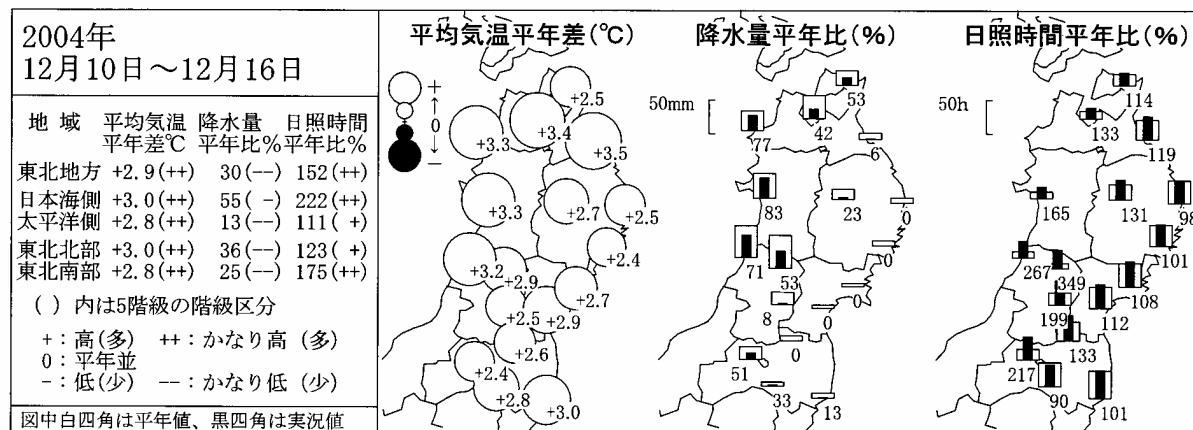 2004年
12月10日～12月16日
地 域 平均気温 降水量 日照時間
平年差℃ 平年比% 平年比%
東北地方 +2.9(++) 30(--) 152(++)
日本海側 +3.0(++) 55( -) 222(++)
太平洋側 +2.8(++) 13(--) 111( +)
東北北部 +3.0(++) 36(--) 123( +)
東北南部 +2.8(++) 25(--) 175(++)
( ) 内は5階級の階級区分
+：高(多) ++：かなり高 (多)
0：平年並
-：低(少) --：かなり低 (少)
図中白四角は平年値、黒四角は実況値
平均気温平年差(℃)
+
↑
0
↓
-
+2.5
+3.4
+3.3
+3.5
+3.3
+2.7
+2.5
+2.4
+3.2
+2.9
+2.7
+2.5
+2.9
+2.6
+2.4
+2.8
+3.0
降水量平年比(%)
50mm
53
42
77
6
83
23
0
0
71
53
0
8
0
0
51
33
13
日照時間平年比(%)
50h
114
133
119
165
131
98
101
267
349
108
199
112
133
217
90
101